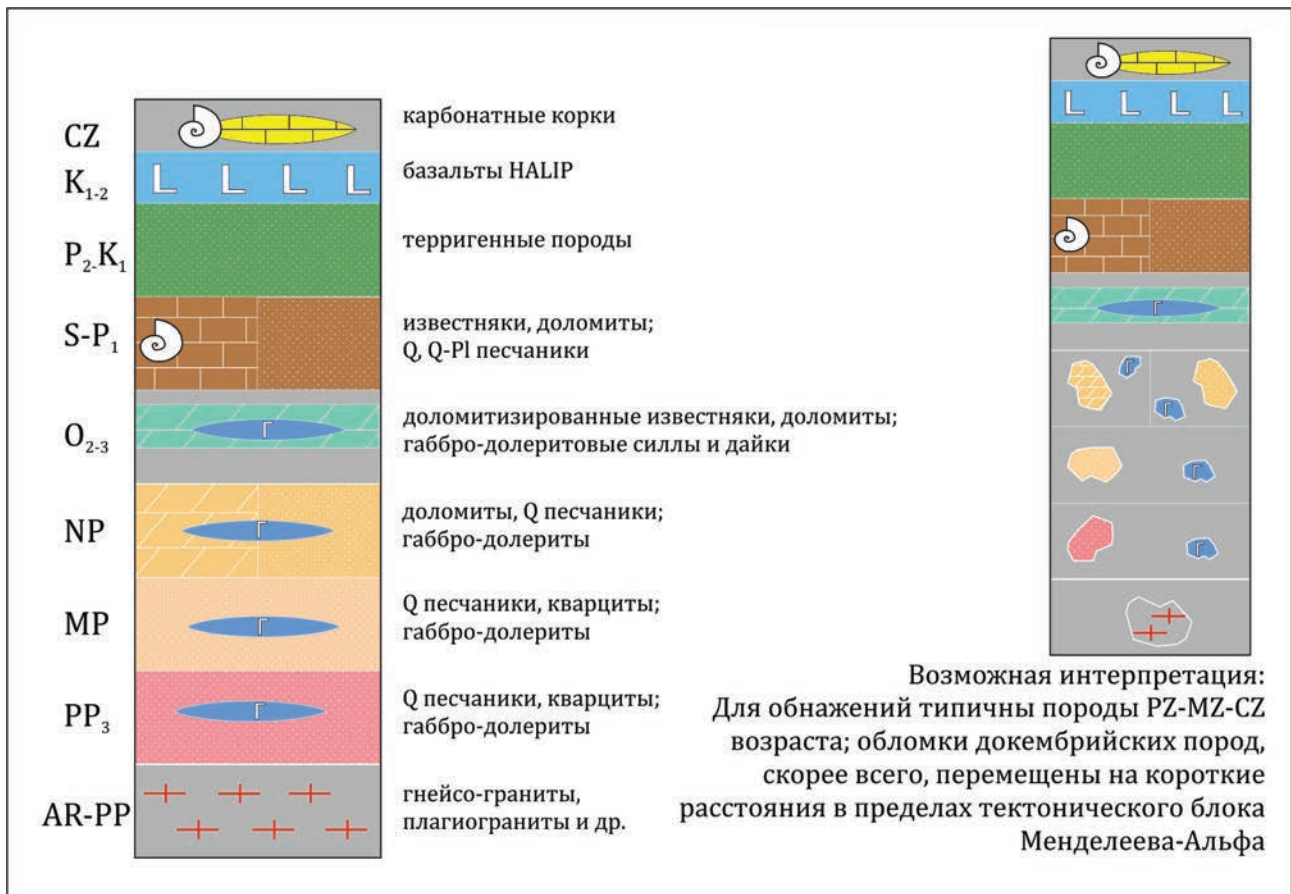 CZ
карбонатные корки
K₁₋₂
L L L L
базальты HALIP
P₂-K₁
терригенные породы
S-P₁
известняки, доломиты;
Q, Q-Pl песчаники
O₂₋₃
Г
доломитизированные известняки, доломиты;
габбро-долеритовые силлы и дайки
NP
Г
доломиты, Q песчаники;
габбро-долериты
MP
Г
Q песчаники, кварциты;
габбро-долериты
PP₃
Г
Q песчаники, кварциты;
габбро-долериты
AR-PP
гнейсо-граниты,
плагиограниты и др.
L L L L
Г
Г
Г
Г
Г
Возможная интерпретация:
Для обнажений типичны породы PZ-MZ-CZ
возраста; обломки докембрийских пород,
скорее всего, перемещены на короткие
расстояния в пределах тектонического блока
Менделеева-Альфа